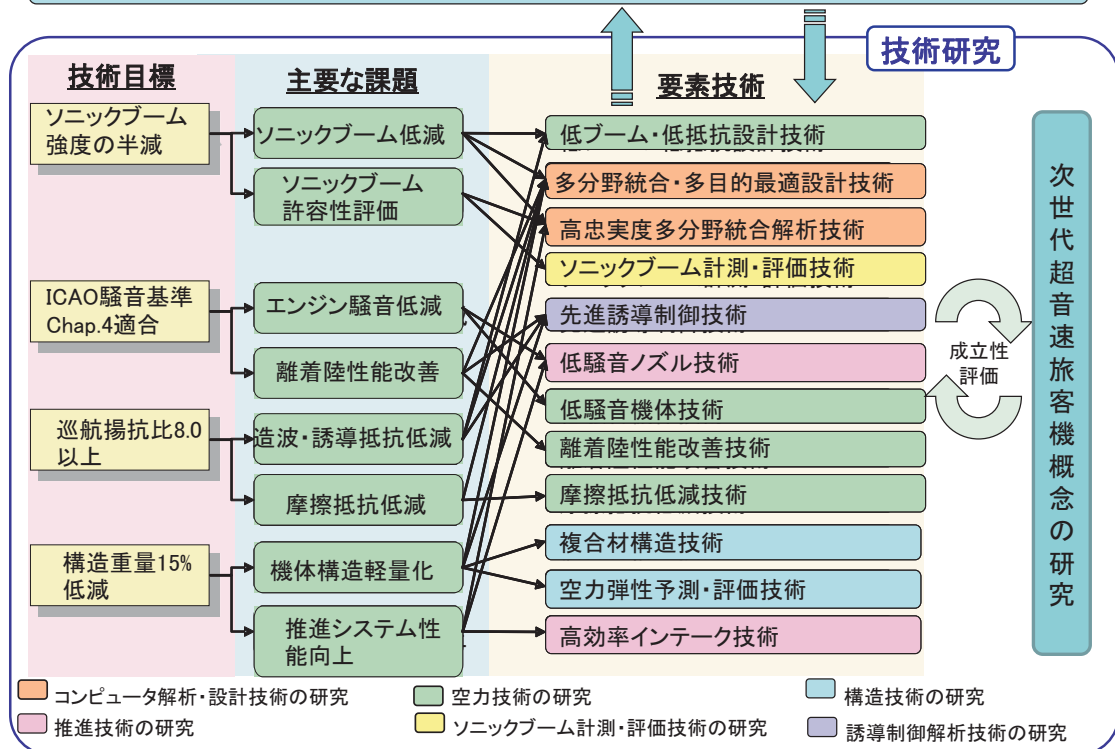 技術研究
技術目標
主要な課題
要素技術
ソニックブーム
強度の半減
ICAO騒音基準
Chap.4適合
巡航揚抗比8.0
以上
構造重量15%
低減
ソニックブーム低減
ソニックブーム
許容性評価
エンジン騒音低減
離着陸性能改善
造波・誘導抵抗低減
摩擦抵抗低減
機体構造軽量化
推進システム性
能向上
低ブーム・低抵抗設計技術
多分野統合・多目的最適設計技術
高忠実度多分野統合解析技術
ソニックブーム計測・評価技術
先進誘導制御技術
低騒音ノズル技術
低騒音機体技術
離着陸性能改善技術
摩擦抵抗低減技術
複合材構造技術
空力弾性予測・評価技術
高効率インテーク技術
成立性
評価
次世代超音速旅客機概念の研究
コンピュータ解析・設計技術の研究
空力技術の研究
構造技術の研究
推進技術の研究
ソニックブーム計測・評価技術の研究
誘導制御解析技術の研究